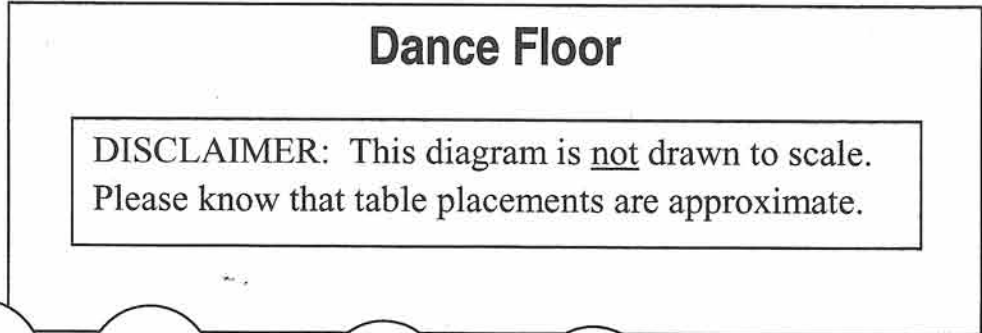 Dance Floor
DISCLAIMER: This diagram is not drawn to scale.
Please know that table placements are approximate.